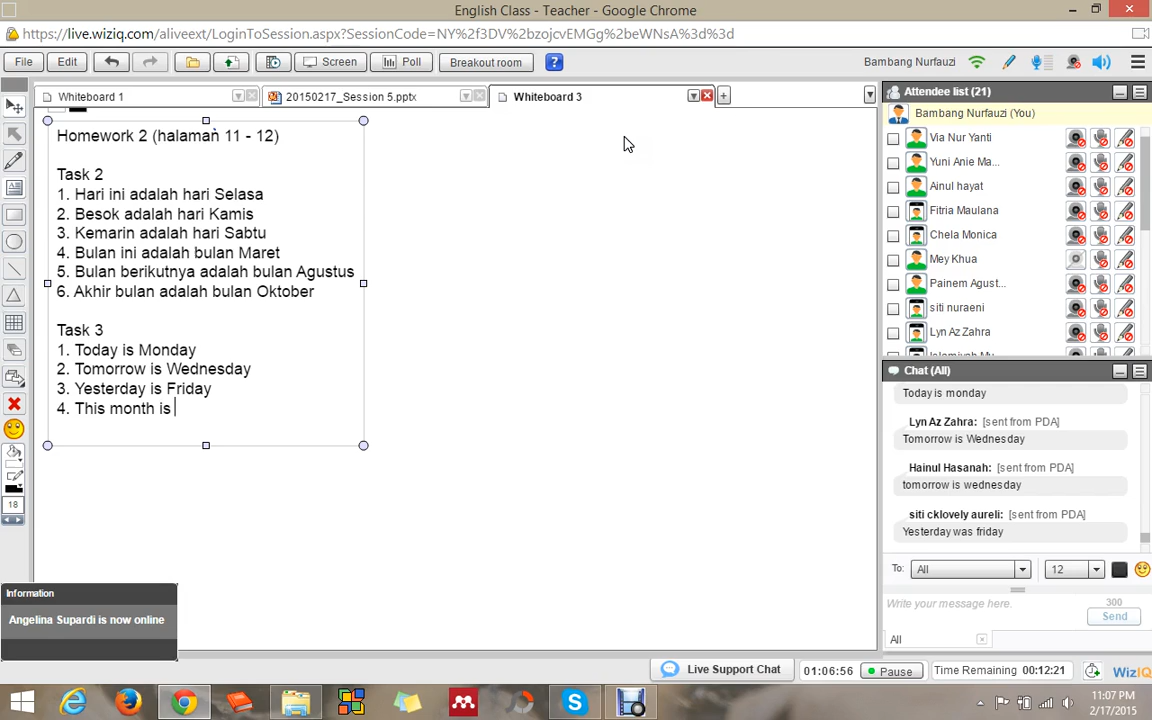 English Class - Teacher - Google Chrome
https://live.wiziq.com/aliveext/LoginToSession.aspx?SessionCode=NY%2f3DV%2bzojcvEMGg%2beWNsA%3d%3d
File Edit Screen Poll Breakout room ? Bambang Nurfauzi
Whiteboard 1 20150217_Session 5.pptx Whiteboard 3
Homework 2 (halaman 11 - 12)
Task 2
1. Hari ini adalah hari Selasa
2. Besok adalah hari Kamis
3. Kemarin adalah hari Sabtu
4. Bulan ini adalah bulan Maret
5. Bulan berikutnya adalah bulan Agustus
6. Akhir bulan adalah bulan Oktober
Task 3
1. Today is Monday
2. Tomorrow is Wednesday
3. Yesterday is Friday
4. This month is
18
Attendee list (21)
Bambang Nurfauzi (You)
Via Nur Yanti
Yuni Anie Ma...
Ainul hayat
Fitria Maulana
Chela Monica
Mey Khua
Painem Agust...
siti nuraeni
Lyn Az Zahra
Chat (All)
Today is monday
Lyn Az Zahra: [sent from PDA]
Tomorrow is Wednesday
Hainul Hasanah: [sent from PDA]
tomorrow is wednesday
siti cklovely aureli: [sent from PDA]
Yesterday was friday
To: All 12
Write your message here. 300
Send
All
Information
Angelina Supardi is now online
Live Support Chat 01:06:56 Pause Time Remaining 00:12:21 WizIQ
11:07 PM
2/17/2015